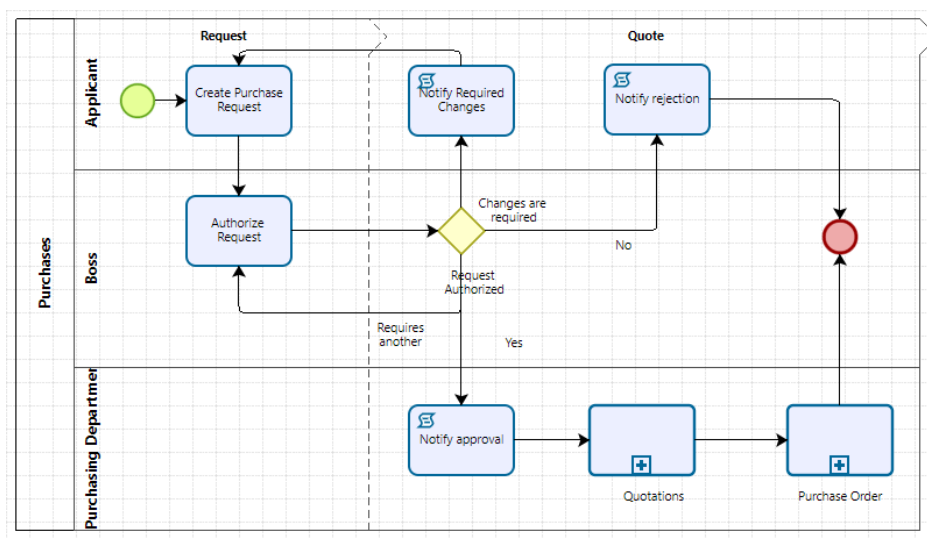 Request
Quote
Purchases
Applicant
Create Purchase
Request
Notify Required
Changes
Notify rejection
Boss
Authorize
Request
Changes are
required
No
Request
Authorized
Requires
another
Yes
Purchasing Departmer
Notify approval
Quotations
Purchase Order